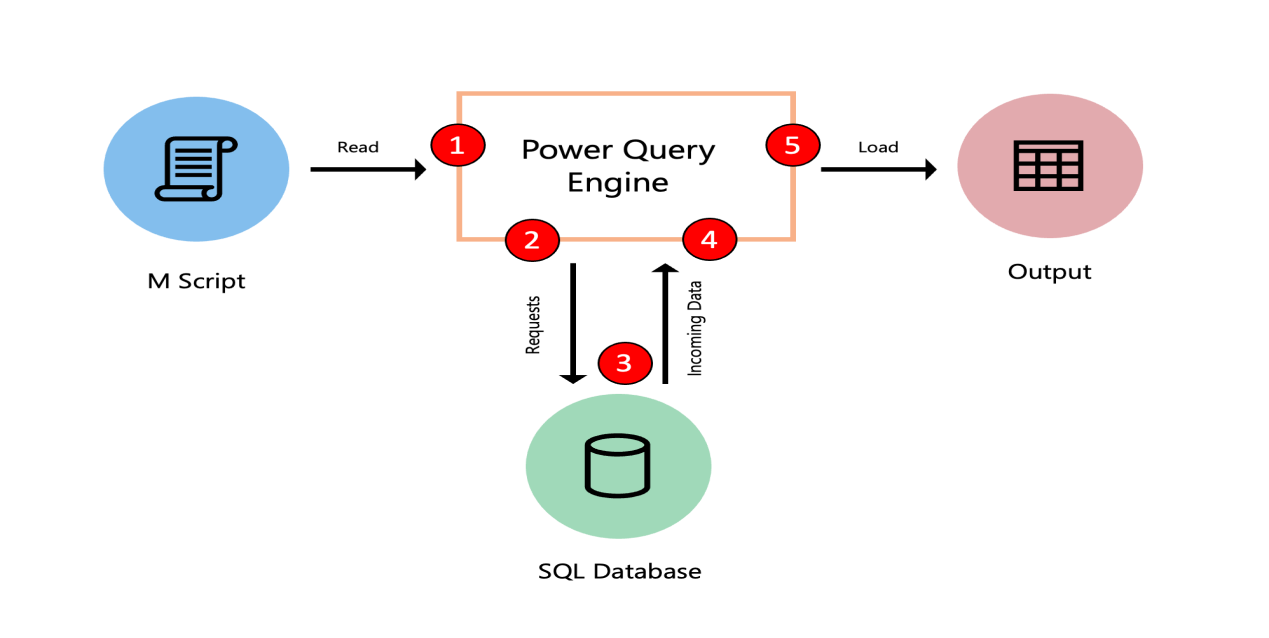 Read
1
Power Query
Engine
5
Load
M Script
2
4
Output
Requests
Incoming Data
3
SQL Database